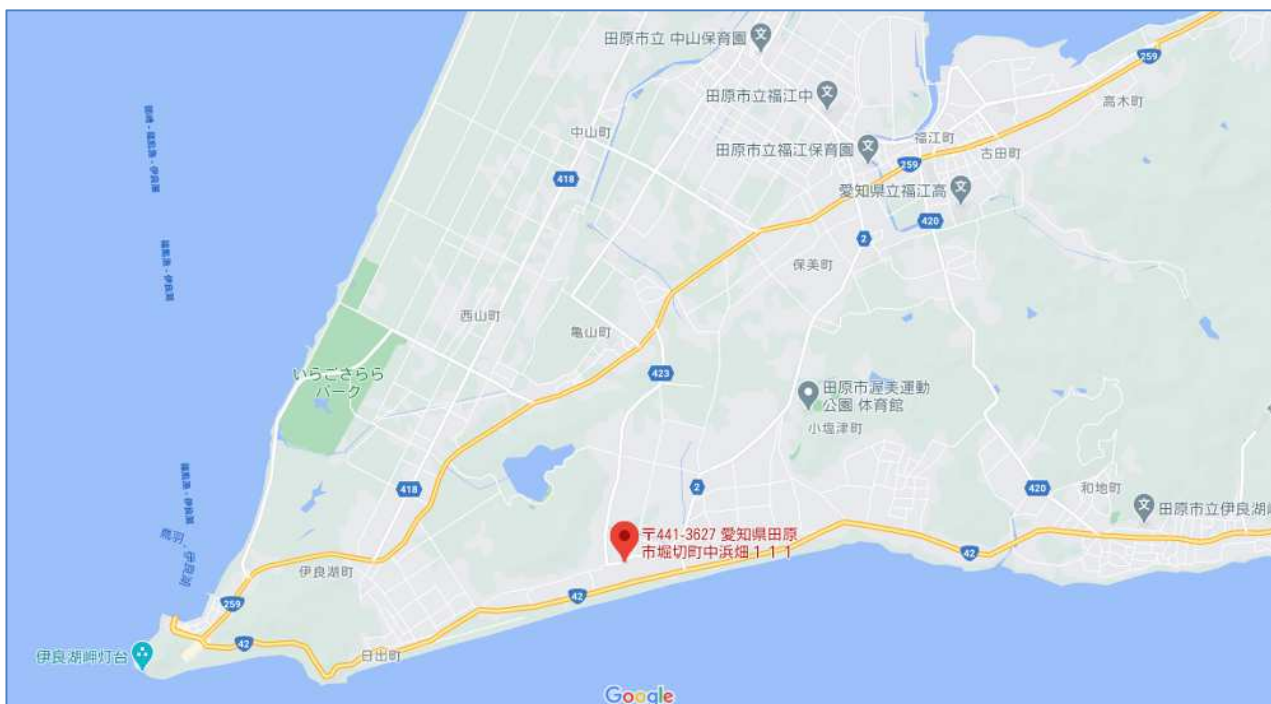 田原市立 中山保育園
259
高木町
田原市立福江中
中山町
福江町
田原市立福江保育園
古田町
259
418
愛知県立福江高
420
2
保美町
西山町
亀山町
いらごさらら
パーク
423
田原市渥美運動
公園 体育館
小塩津町
418
2
420
和地町
田原市立伊良湖岬
〒441-3627 愛知県田原
市堀切町中浜畑１１１
伊良湖町
42
42
259
42
伊良湖岬灯台
日出町
Google